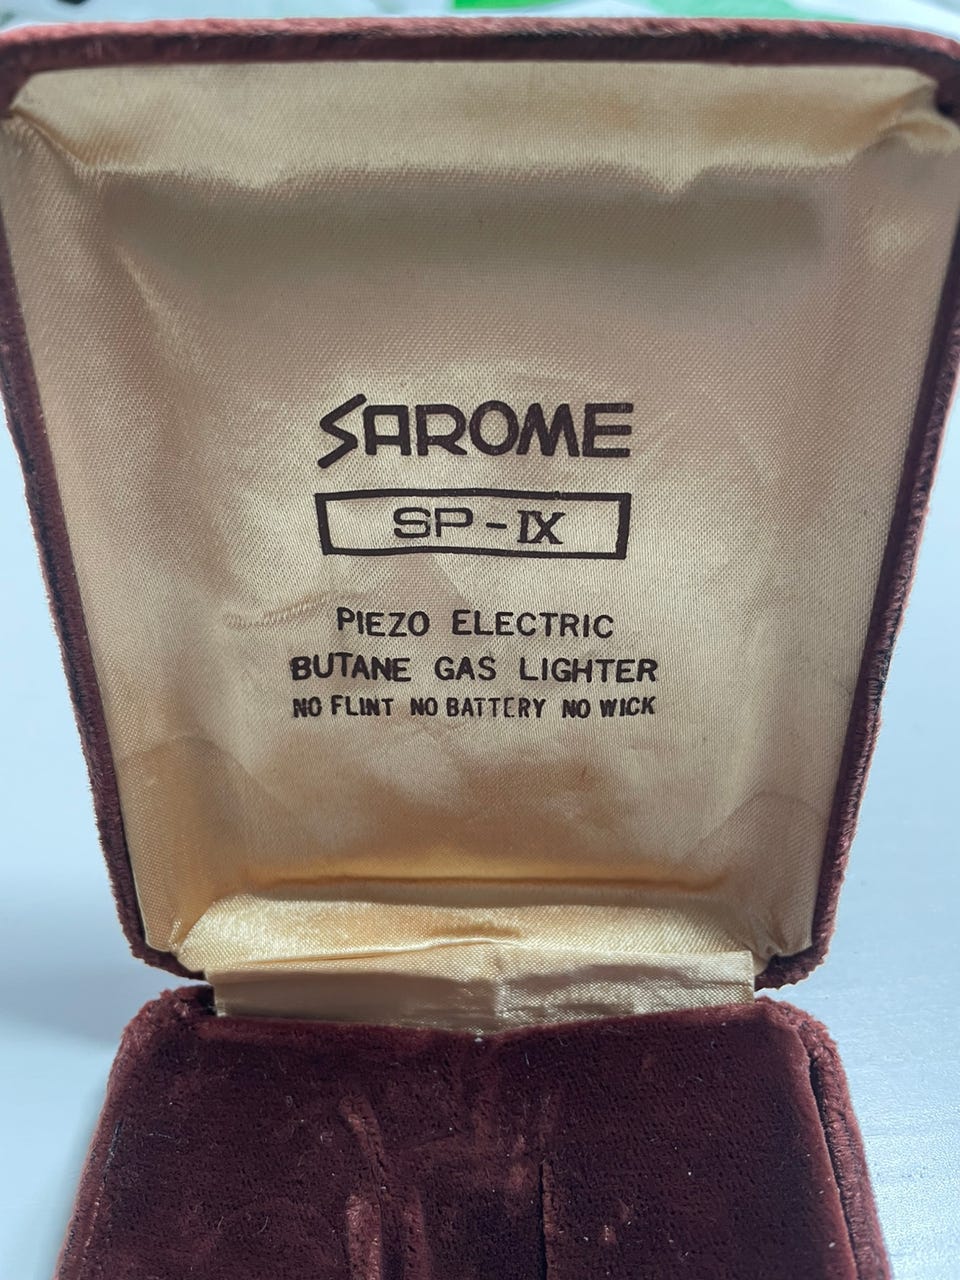 SAROME
SP-IX
PIEZO ELECTRIC
BUTANE GAS LIGHTER
NO FLINT NO BATTERY NO WICK